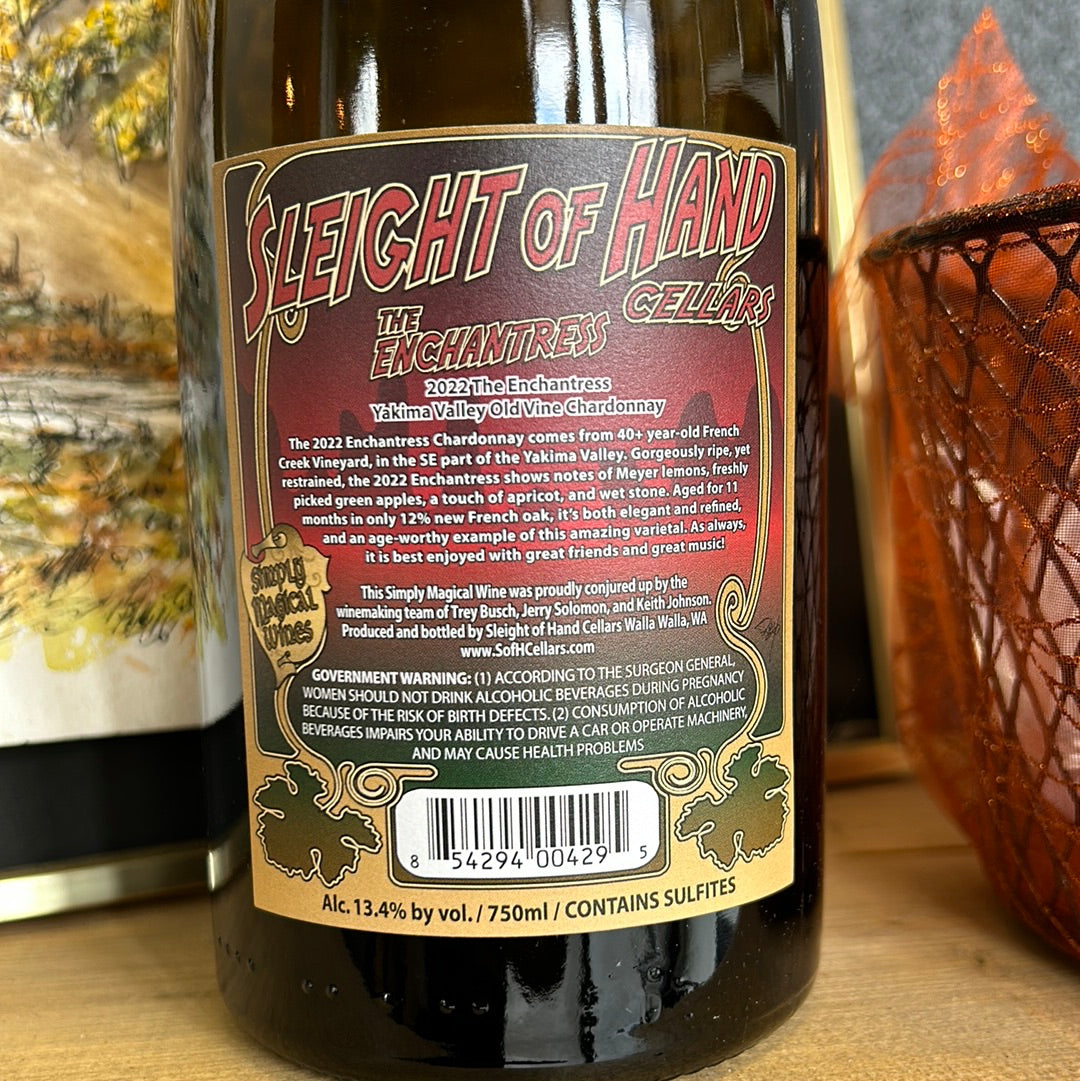 SLEIGHT OF HAND
CELLARS
THE
ENCHANTRESS
2022 The Enchantress
Yakima Valley Old Vine Chardonnay
The 2022 Enchantress Chardonnay comes from 40+ year-old French
Creek Vineyard, in the SE part of the Yakima Valley. Gorgeously ripe, yet
restrained, the 2022 Enchantress shows notes of Meyer lemons, freshly
picked green apples, a touch of apricot, and wet stone. Aged for 11
months in only 12% new French oak, it's both elegant and refined,
and an age-worthy example of this amazing varietal. As always,
it is best enjoyed with great friends and great music!
Simply
Magical
Wines
This Simply Magical Wine was proudly conjured up by the
winemaking team of Trey Busch, Jerry Solomon, and Keith Johnson.
Produced and bottled by Sleight of Hand Cellars Walla Walla, WA
www.SofHCellars.com
GOVERNMENT WARNING: (1) ACCORDING TO THE SURGEON GENERAL,
WOMEN SHOULD NOT DRINK ALCOHOLIC BEVERAGES DURING PREGNANCY
BECAUSE OF THE RISK OF BIRTH DEFECTS. (2) CONSUMPTION OF ALCOHOLIC
BEVERAGES IMPAIRS YOUR ABILITY TO DRIVE A CAR OR OPERATE MACHINERY,
AND MAY CAUSE HEALTH PROBLEMS
8 54294 00429 5
Alc. 13.4% by vol. / 750ml / CONTAINS SULFITES